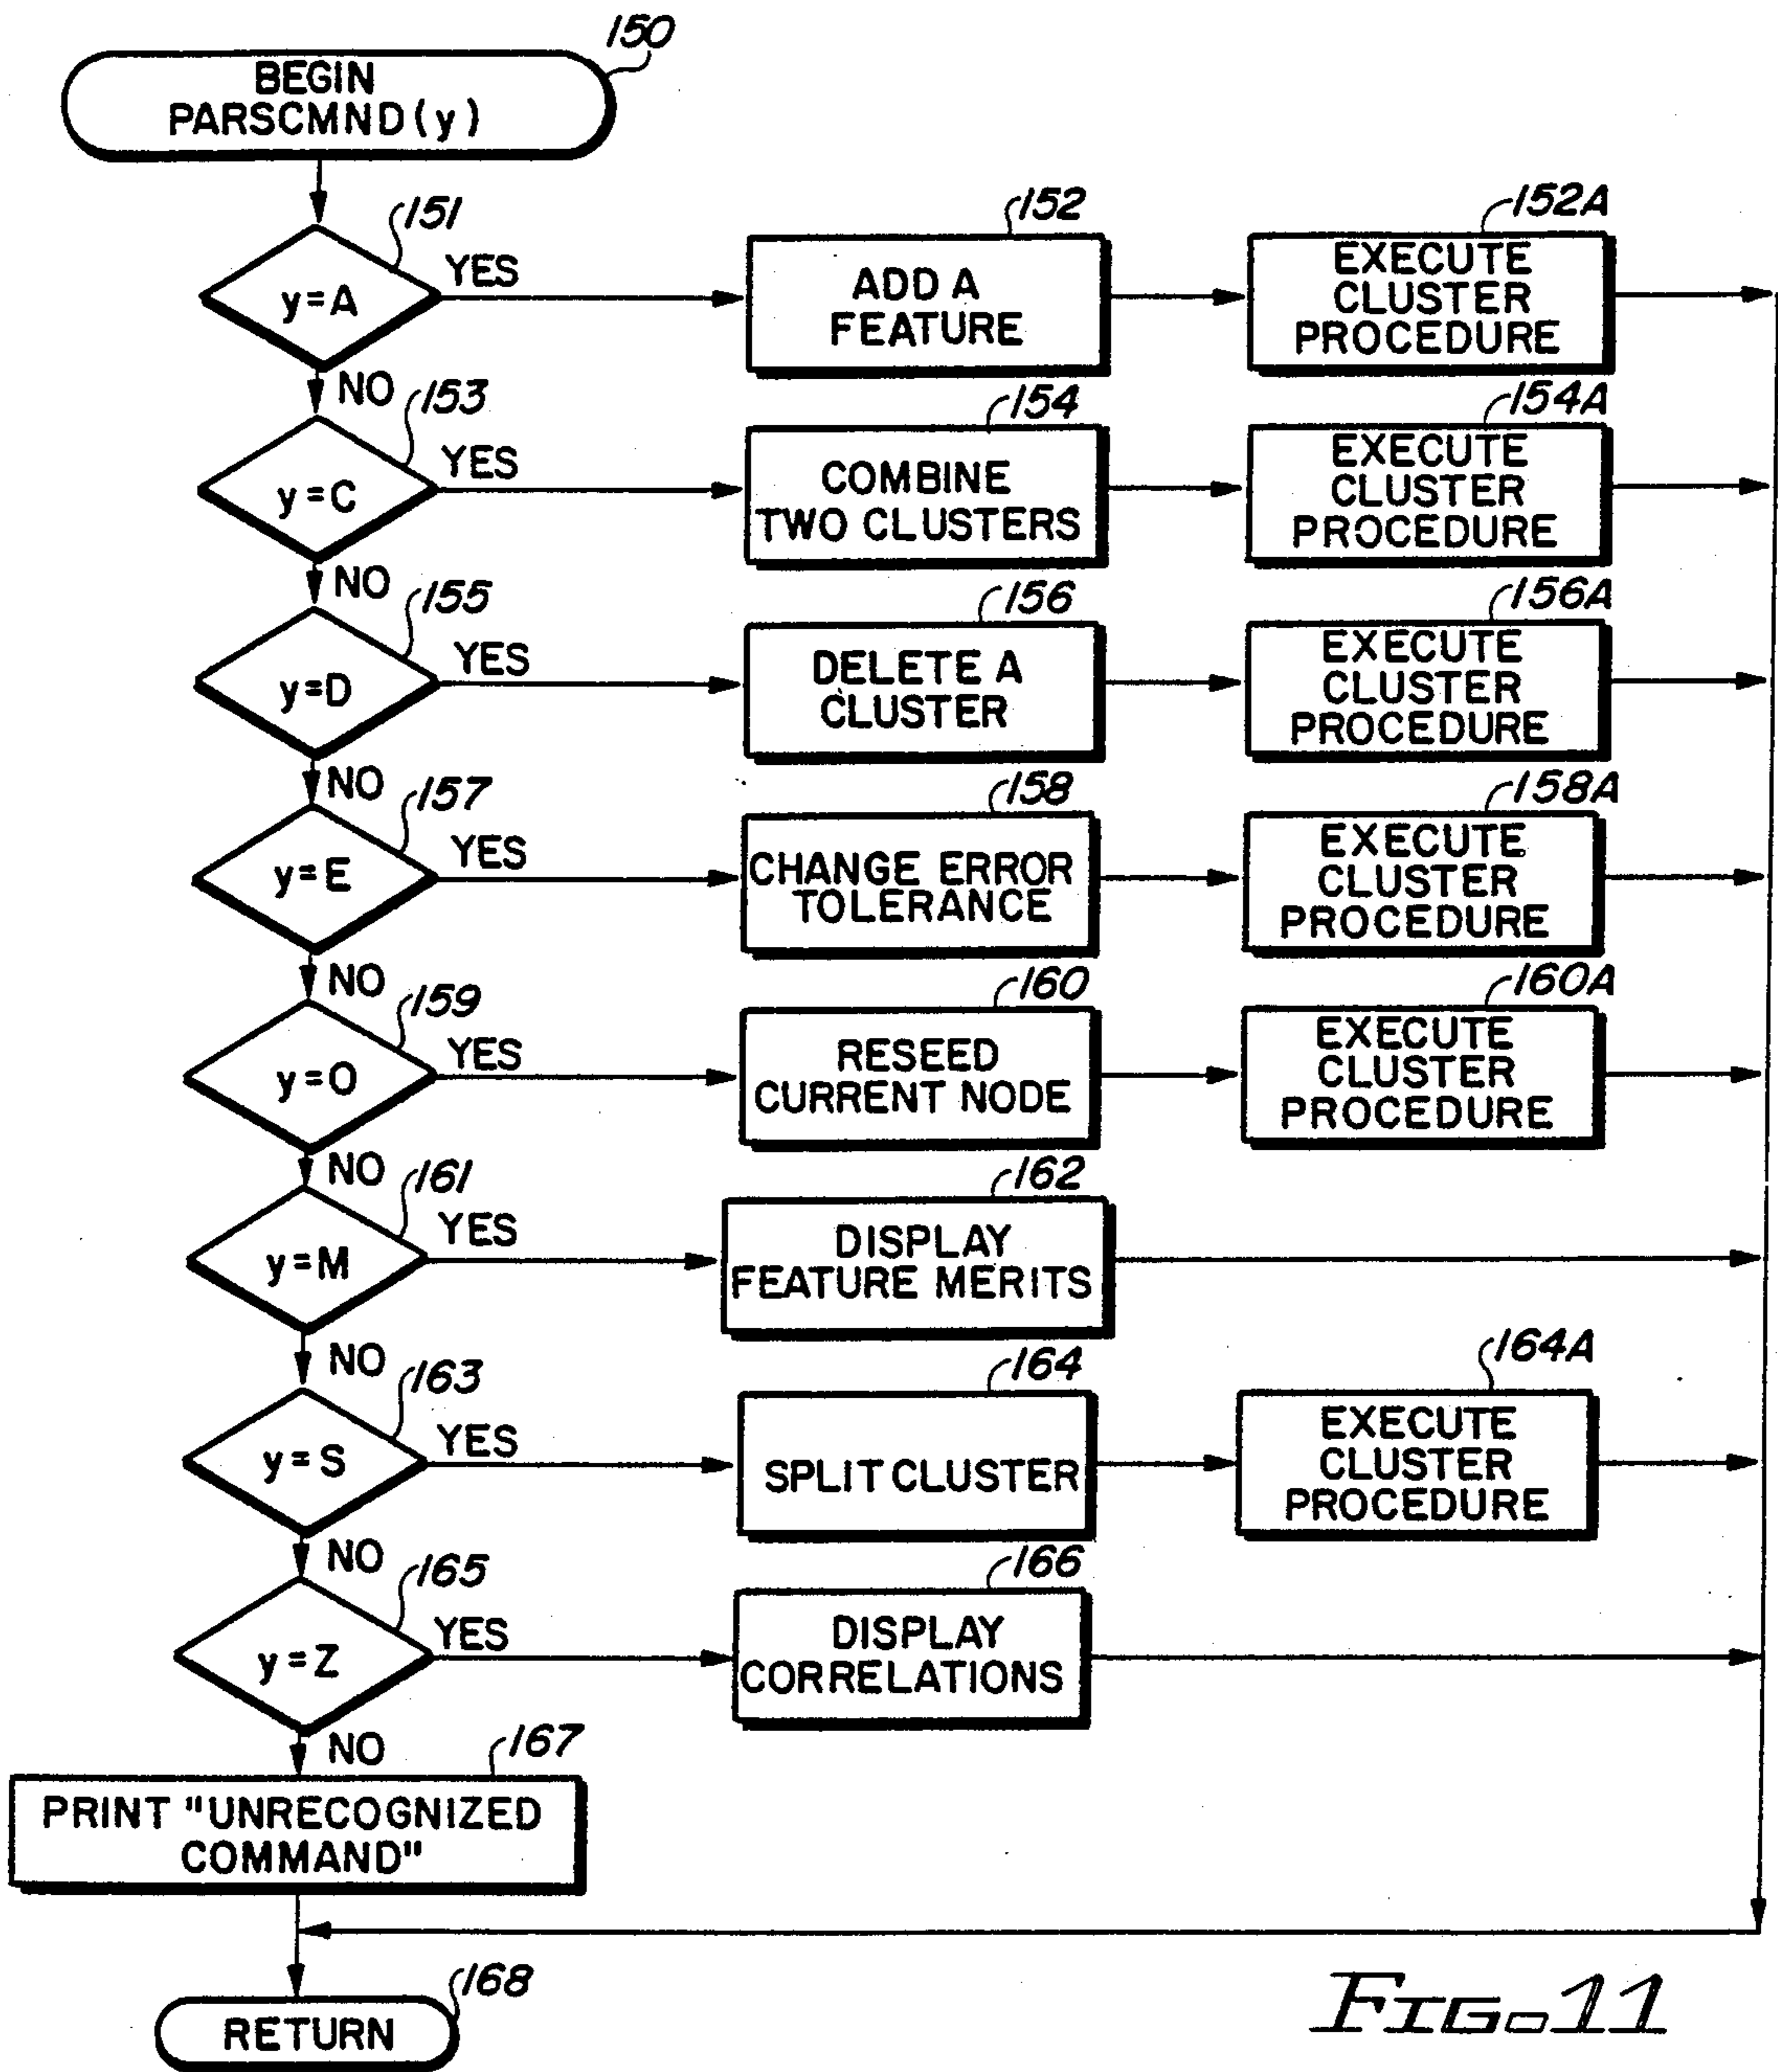 150
BEGIN
PARSCMND(y)
151
y=A
YES
NO
152
ADD A
FEATURE
152A
EXECUTE
CLUSTER
PROCEDURE
153
y=C
YES
NO
154
COMBINE
TWO CLUSTERS
154A
EXECUTE
CLUSTER
PROCEDURE
155
y=D
YES
NO
156
DELETE A
CLUSTER
156A
EXECUTE
CLUSTER
PROCEDURE
157
y=E
YES
NO
158
CHANGE ERROR
TOLERANCE
158A
EXECUTE
CLUSTER
PROCEDURE
159
y=O
YES
NO
160
RESEED
CURRENT NODE
160A
EXECUTE
CLUSTER
PROCEDURE
161
y=M
YES
NO
162
DISPLAY
FEATURE MERITS
163
y=S
YES
NO
164
SPLIT CLUSTER
164A
EXECUTE
CLUSTER
PROCEDURE
165
y=Z
YES
NO
166
DISPLAY
CORRELATIONS
167
PRINT "UNRECOGNIZED
COMMAND"
168
RETURN
FIG. 11